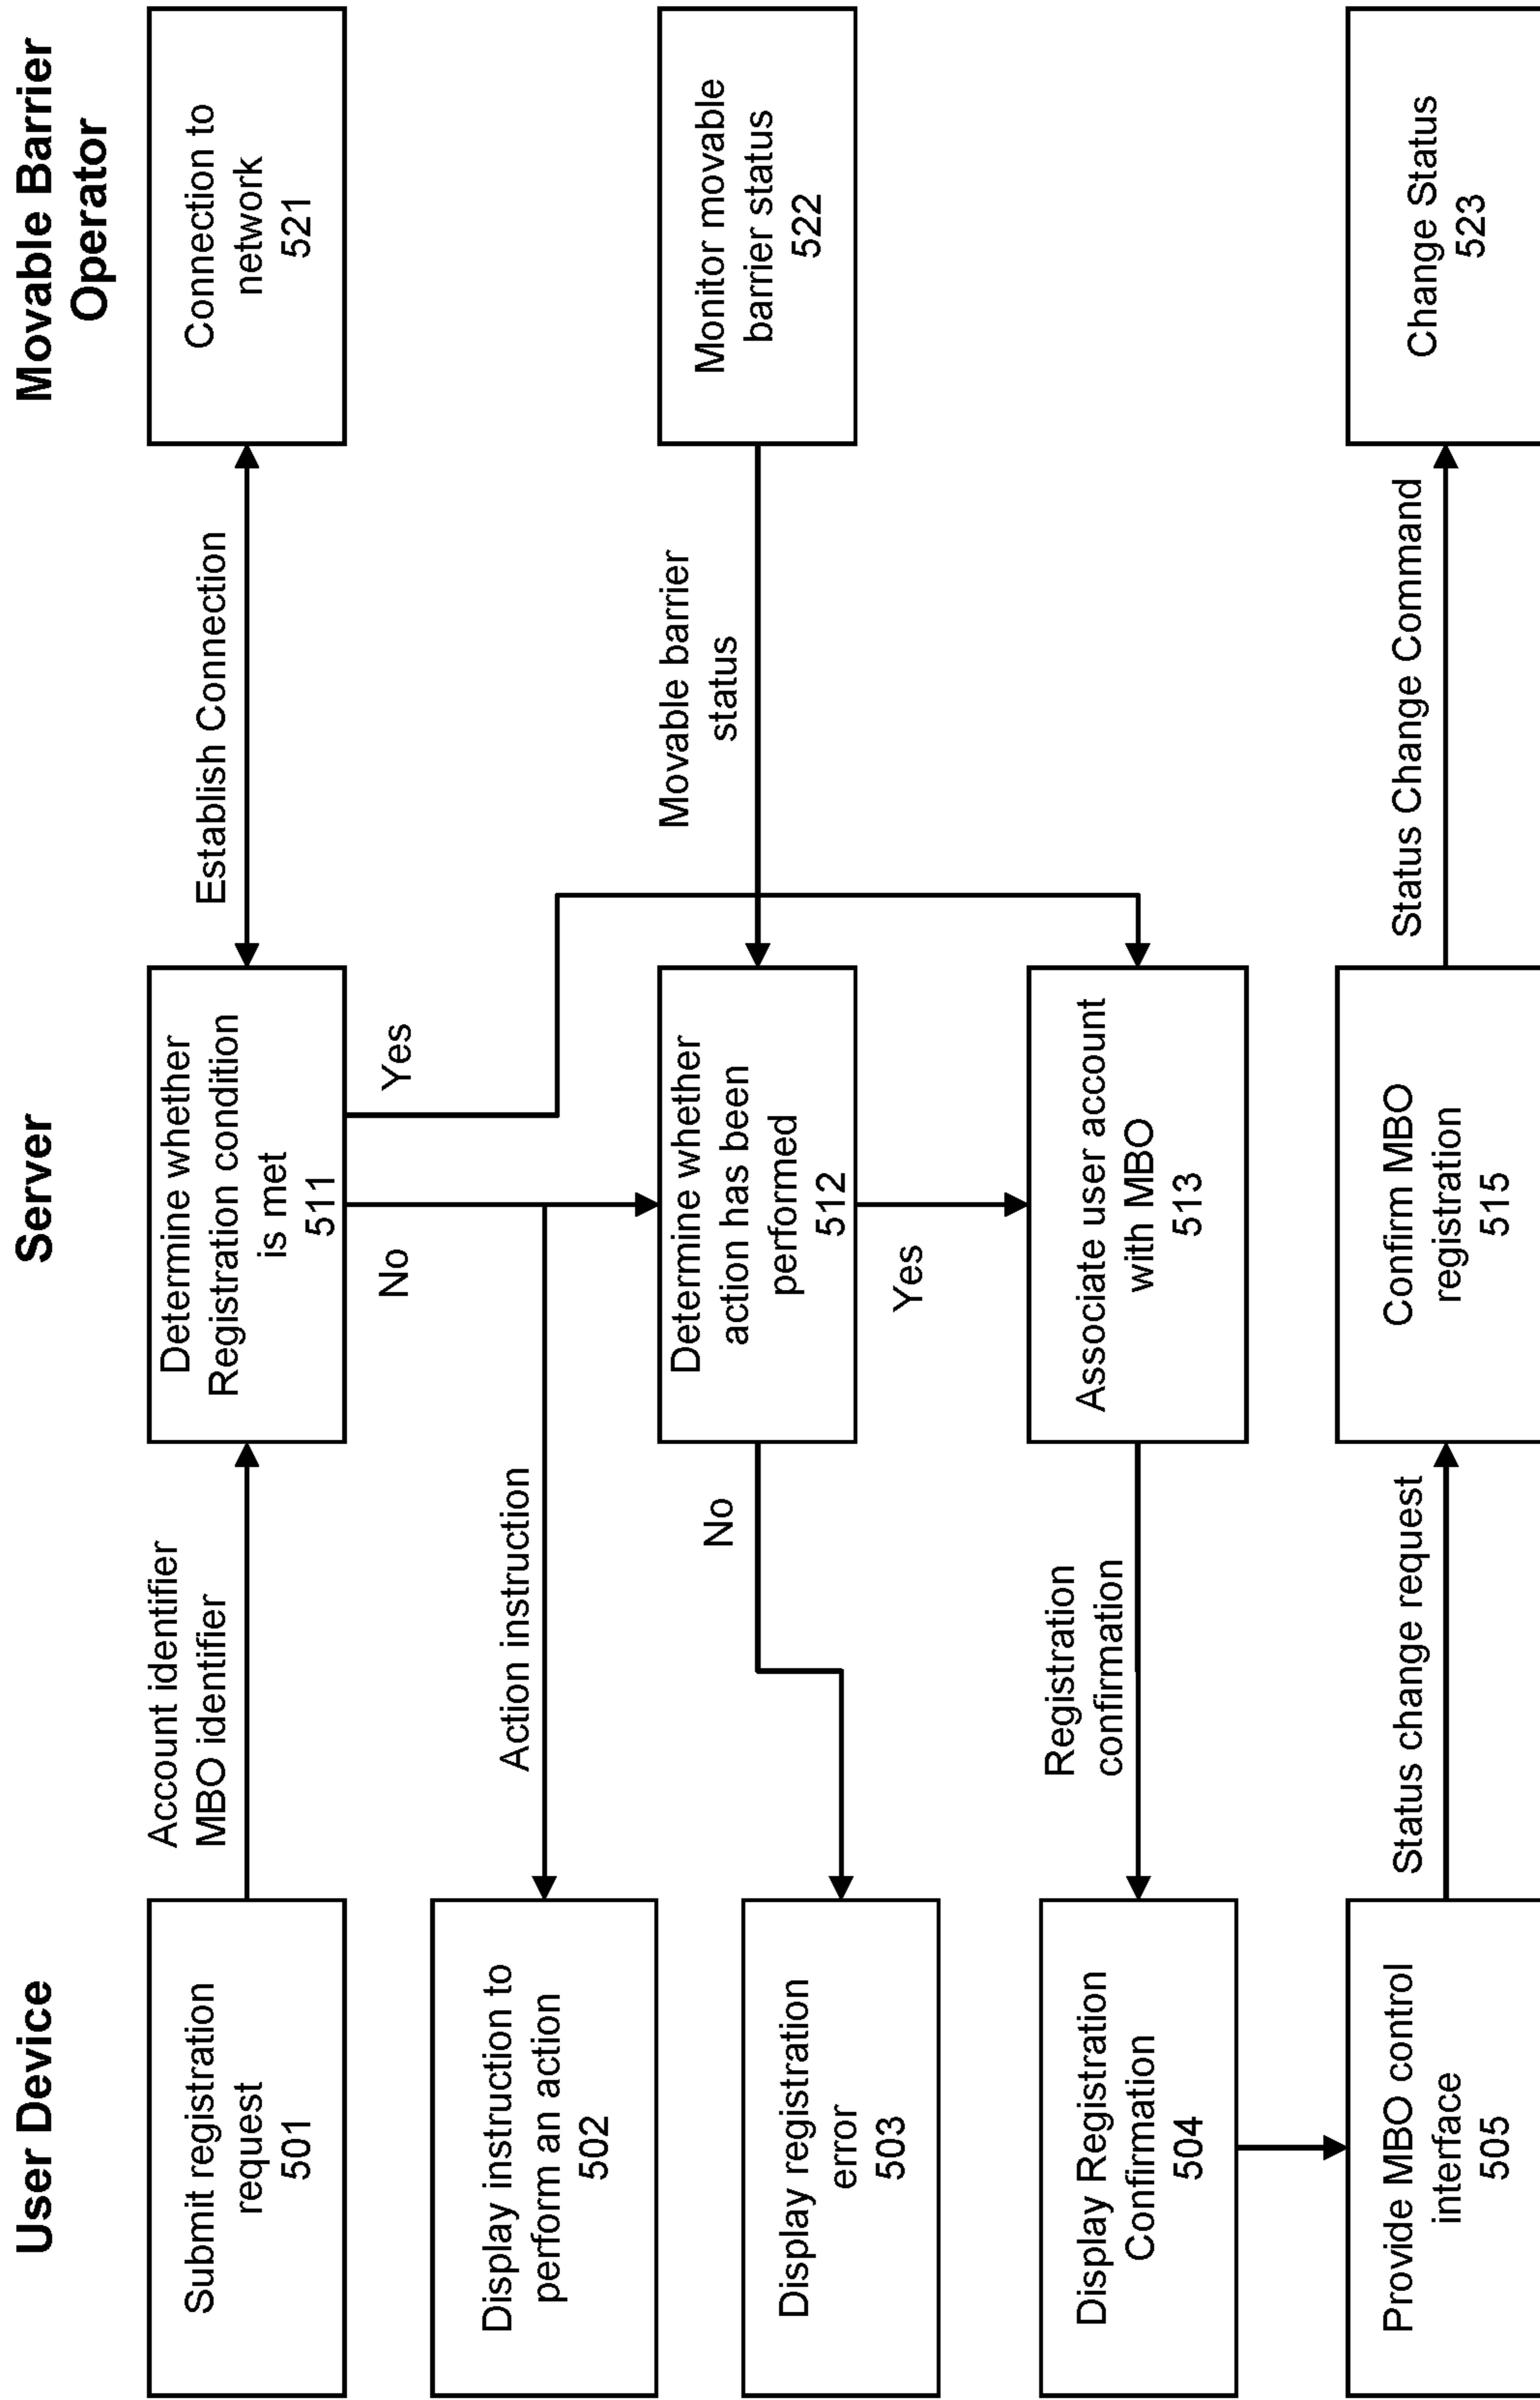 User Device
Server
Movable Barrier
Operator
Submit registration
request
501
Account identifier
MBO identifier
Determine whether
Registration condition
is met
511
Establish Connection
Connection to
network
521
No
Yes
Display instruction to
perform an action
502
Action instruction
Determine whether
action has been
performed
512
Movable barrier
status
Monitor movable
barrier status
522
No
Yes
Display registration
error
503
Display Registration
Confirmation
504
Registration
confirmation
Associate user account
with MBO
513
Provide MBO control
interface
505
Status change request
Confirm MBO
registration
515
Status Change Command
Change Status
523